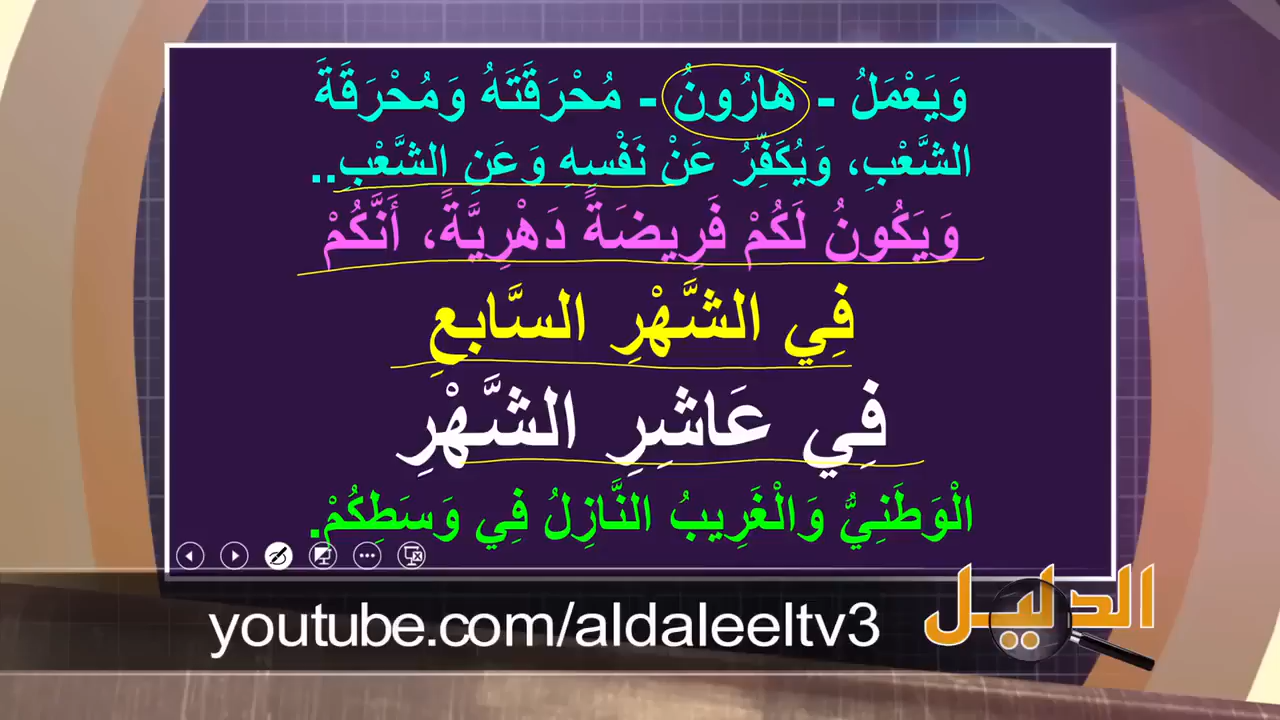 وَيَعْمَلُ - هَارُونُ - مُحْرَقَتَهُ وَمُحْرَقَةَ
الشَّعْبِ، وَيُكَفِّرُ عَنْ نَفْسِهِ وَعَنِ الشَّعْبِ..
وَيَكُونُ لَكُمْ فَرِيضَةً دَهْرِيَّةً، أَنَّكُمْ
فِي الشَّهْرِ السَّابعِ
فِي عَاشِرِ الشَّهْرِ
الْوَطَنِيُّ وَالْغَرِيبُ النَّازِلُ فِي وَسَطِكُمْ.
الدليل
youtube.com/aldaleeltv3